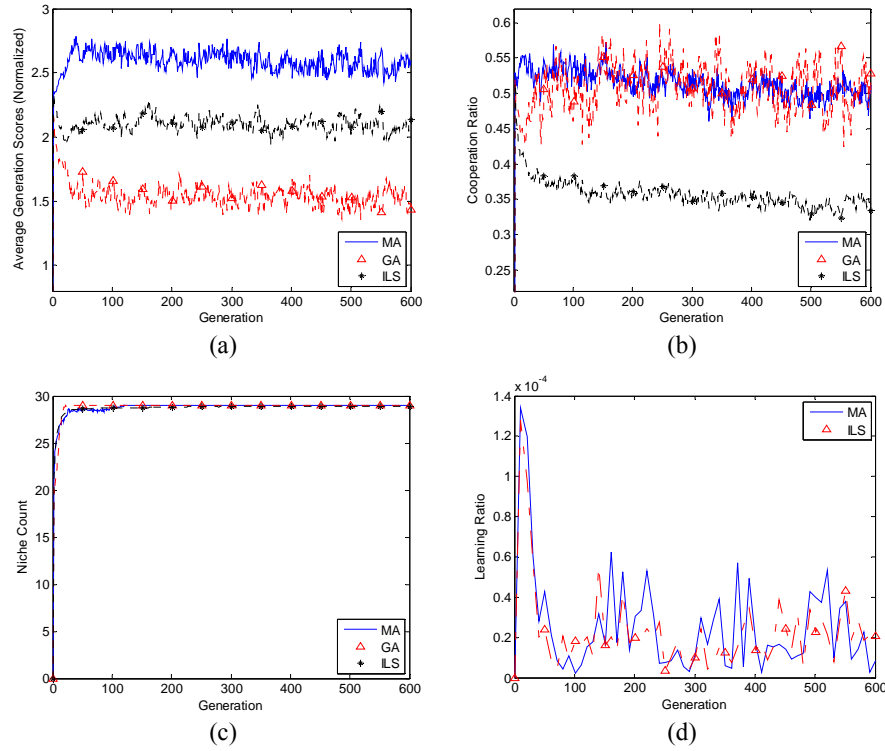 3
2.5
2
1.5
1
Average Generation Scores (Normalized)
0 100 200 300 400 500 600
Generation
MA
GA
ILS
(a)
0.6
0.55
0.5
0.45
0.4
0.35
0.3
0.25
Cooperation Ratio
0 100 200 300 400 500 600
Generation
MA
GA
ILS
(b)
30
25
20
15
10
5
0
Niche Count
0 100 200 300 400 500 600
Generation
MA
GA
ILS
(c)
x 10^-4
1.4
1.2
1
0.8
0.6
0.4
0.2
0
Learning Ratio
0 100 200 300 400 500 600
Generation
MA
ILS
(d)